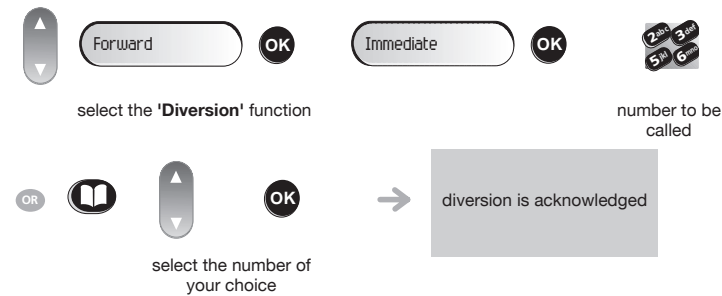 Forward
OK
Immediate
OK
2abc 3def
5jkl 6mno
select the 'Diversion' function
number to be
called
OR
OK
diversion is acknowledged
select the number of
your choice